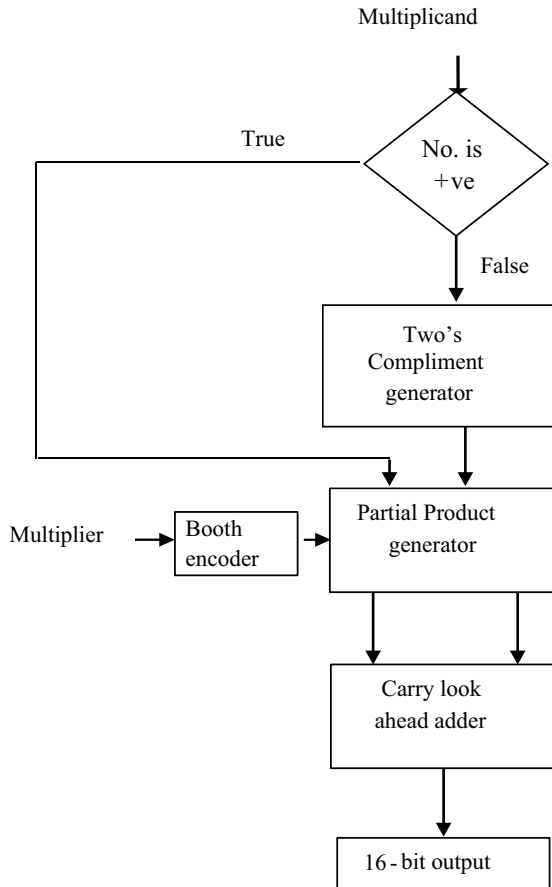 Multiplicand
True
No. is
+ve
False
Two's
Compliment
generator
Multiplier
Booth
encoder
Partial Product
generator
Carry look
ahead adder
16-bit output